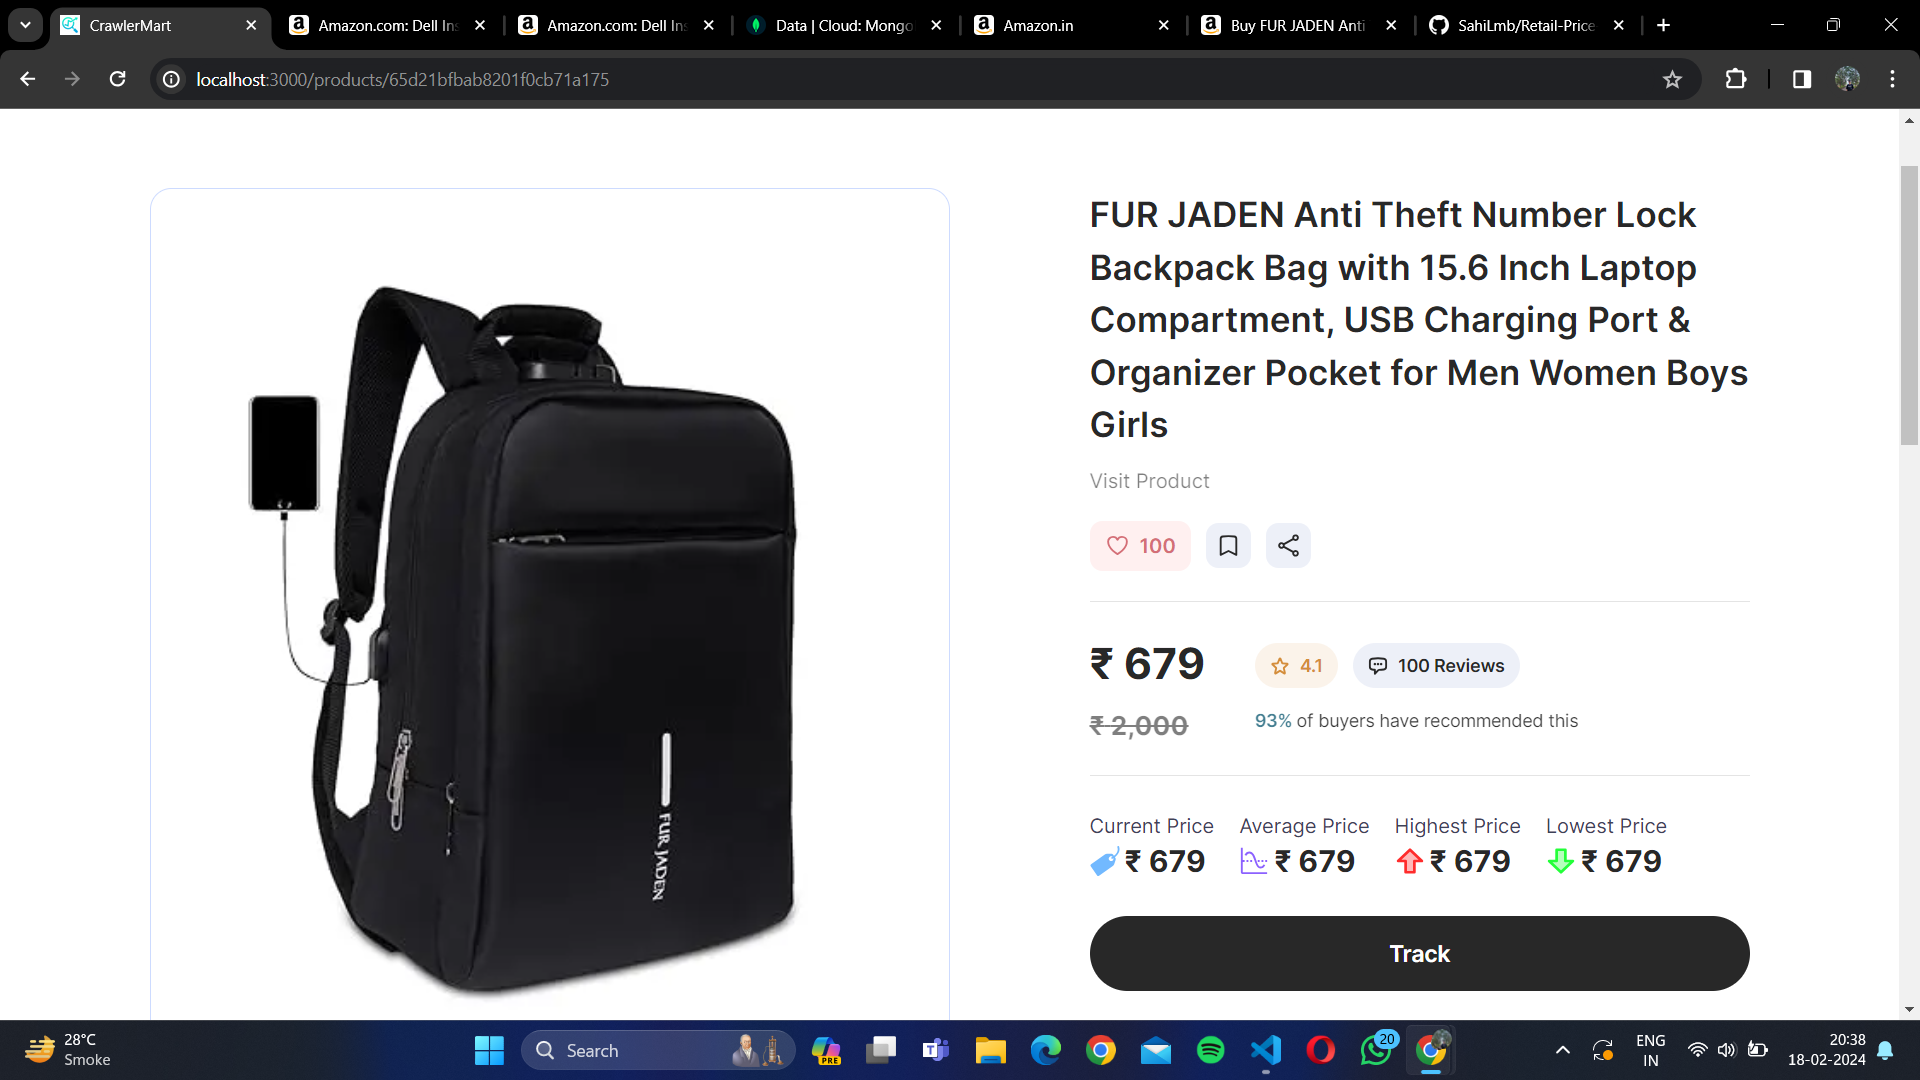 CrawlerMart
Amazon.com: Dell Ins
Amazon.com: Dell Ins
Data | Cloud: Mongo
Amazon.in
Buy FUR JADEN Anti
SahiLmb/Retail-Price
localhost:3000/products/65d21bfbab8201f0cb71a175
FUR JADEN Anti Theft Number Lock
Backpack Bag with 15.6 Inch Laptop
Compartment, USB Charging Port &
Organizer Pocket for Men Women Boys
Girls
Visit Product
100
₹ 679
4.1
100 Reviews
₹ 2,000
93% of buyers have recommended this
Current Price
Average Price
Highest Price
Lowest Price
₹ 679
₹ 679
₹ 679
₹ 679
Track
FUR JADEN
28°C
Smoke
Search
PRE
20
ENG
IN
20:38
18-02-2024